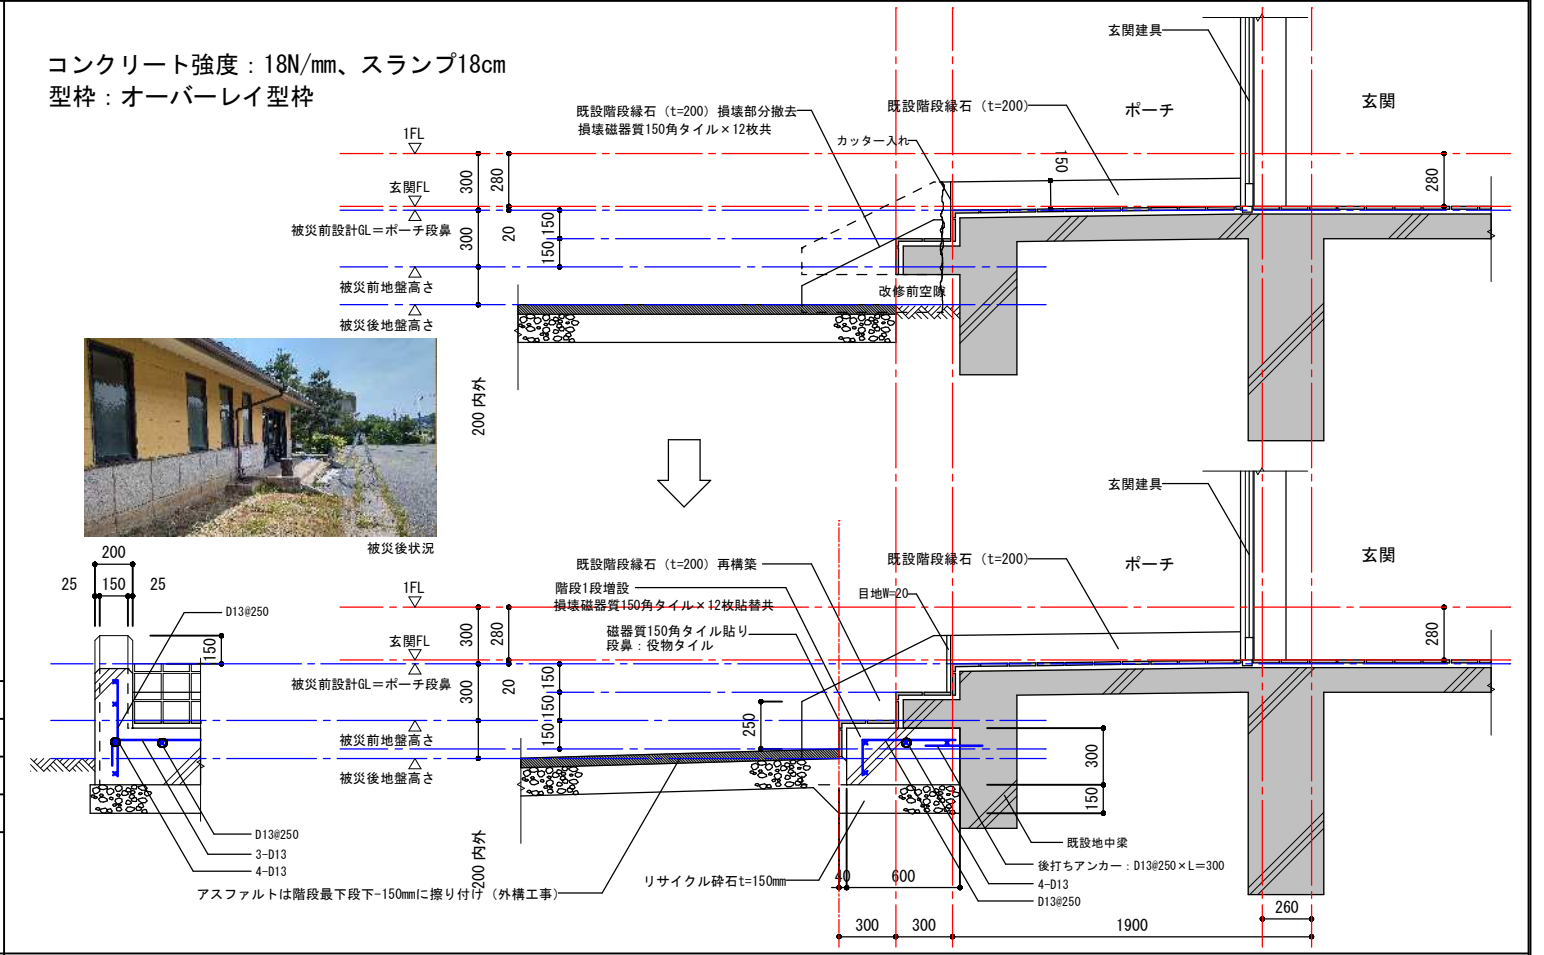 コンクリート強度：18N/mm、スランプ18cm
型枠：オーバーレイ型枠
既設階段縁石（t=200）損壊部分撤去
損壊磁器質150角タイル×12枚共
カッター入れ
既設階段縁石（t=200）
玄関建具
ポーチ
玄関
1FL
玄関FL
被災前設計GL＝ポーチ段鼻
被災前地盤高さ
被災後地盤高さ
300
280
300
20
150
150
150
280
改修前空隙
200内外
被災後状況
玄関建具
ポーチ
玄関
既設階段縁石（t=200）再構築
階段1段増設
損壊磁器質150角タイル×12枚貼替共
磁器質150角タイル貼り
段鼻：役物タイル
目地W=20
既設階段縁石（t=200）
1FL
玄関FL
被災前設計GL＝ポーチ段鼻
被災前地盤高さ
被災後地盤高さ
300
280
300
20
150
150
150
250
280
300
150
200
25
150
25
150
D13@250
D13@250
3-D13
4-D13
200内外
アスファルトは階段最下段下-150mmに擦り付け（外構工事）
リサイクル砕石t=150mm
既設地中梁
後打ちアンカー：D13@250×L＝300
4-D13
D13@250
40
600
300
300
1900
260